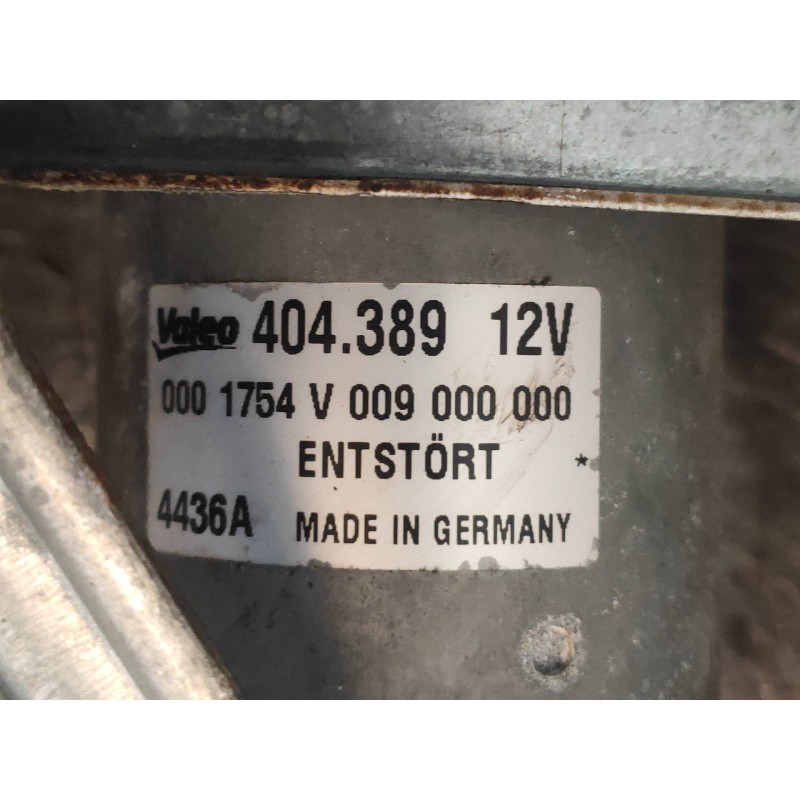 Valeo 404.389 12V
000 1754 V 009 000 000
ENTSTÖRT *
4436A MADE IN GERMANY